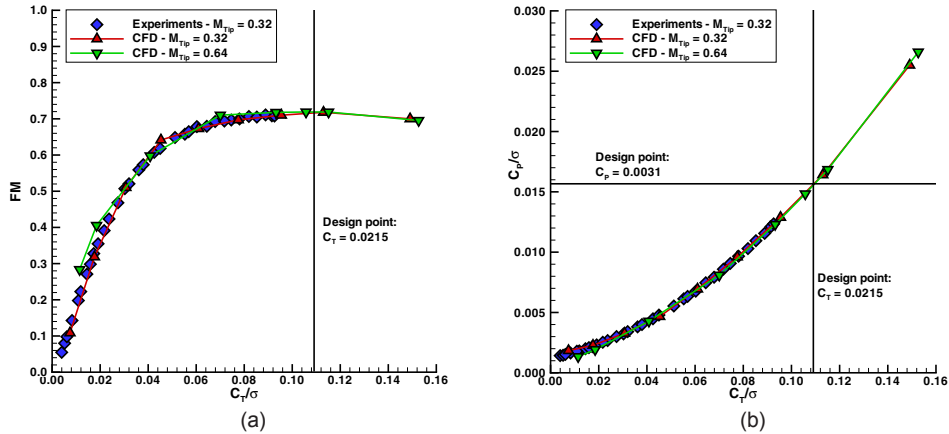 Experiments - M_Tip = 0.32
CFD - M_Tip = 0.32
CFD - M_Tip = 0.64
1.0
0.9
0.8
0.7
0.6
0.5
0.4
0.3
0.2
0.1
0.0
FM
Design point:
C_T = 0.0215
0.00 0.02 0.04 0.06 0.08 0.10 0.12 0.14 0.16
C_T/σ
(a)
Experiments - M_Tip = 0.32
CFD - M_Tip = 0.32
CFD - M_Tip = 0.64
0.030
0.025
0.020
0.015
0.010
0.005
0.000
C_P/σ
Design point:
C_P = 0.0031
Design point:
C_T = 0.0215
0.00 0.02 0.04 0.06 0.08 0.10 0.12 0.14 0.16
C_T/σ
(b)